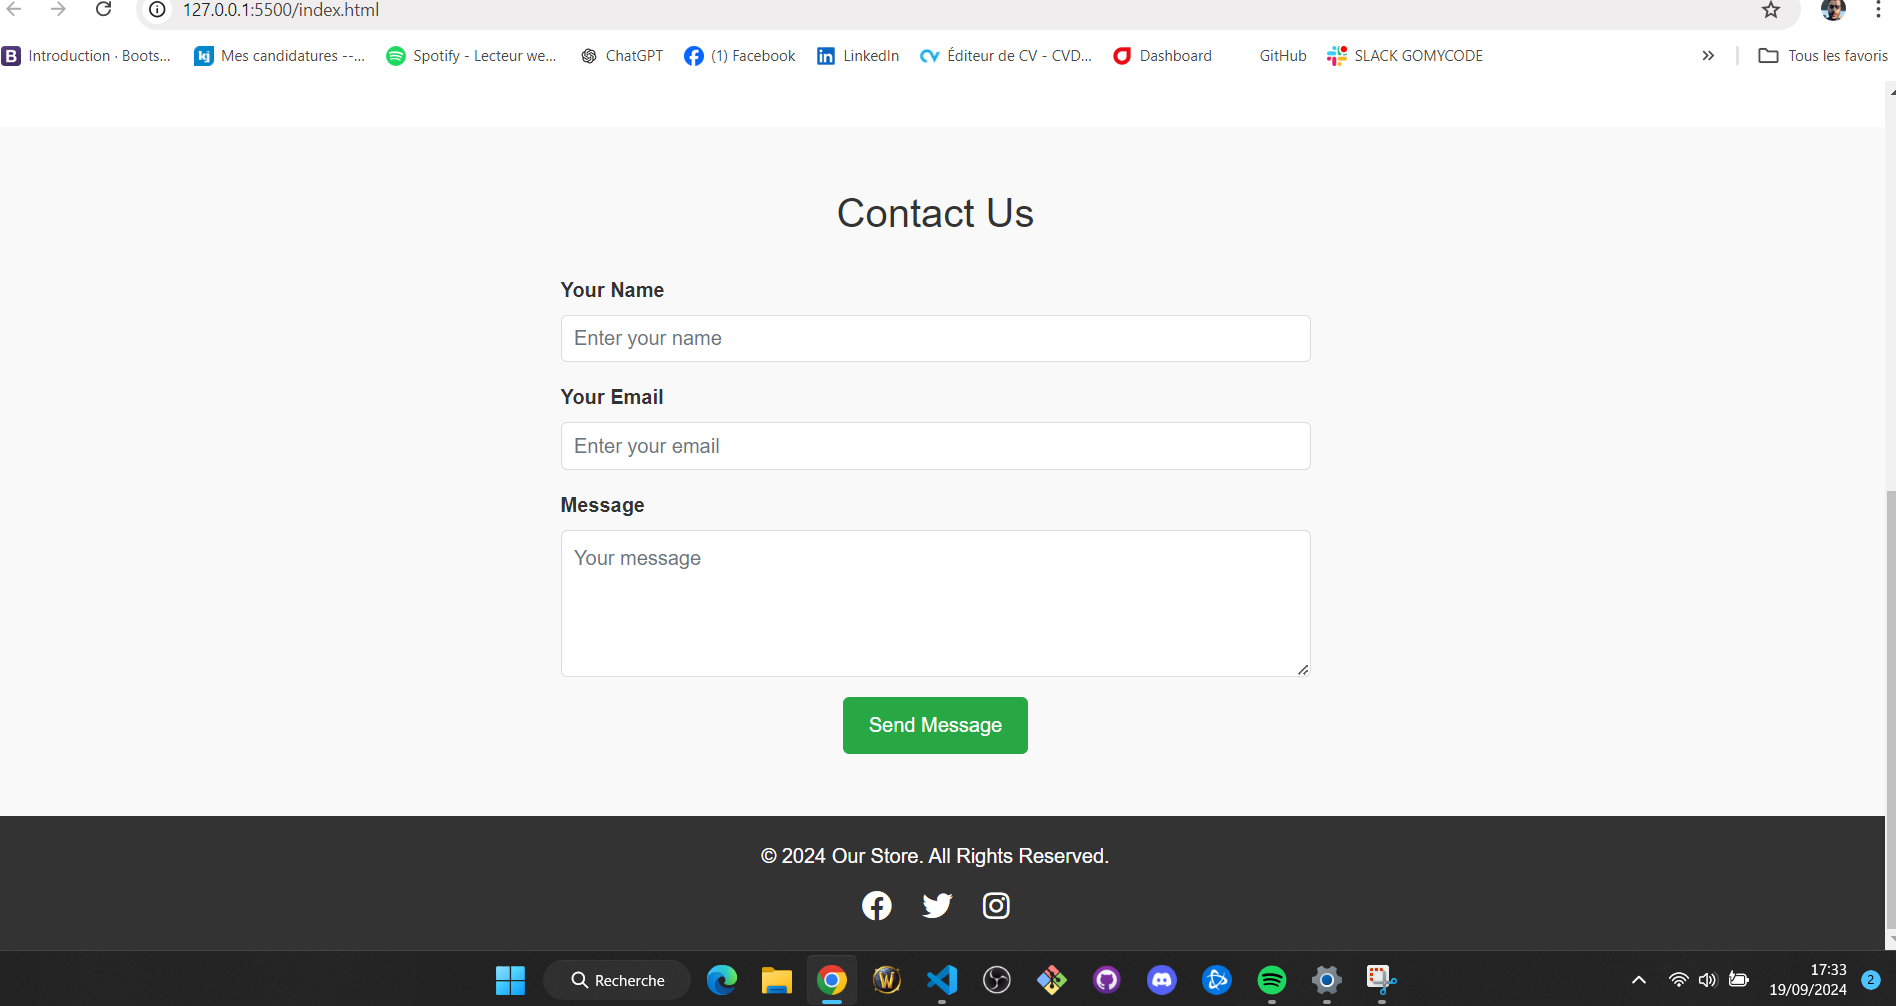 127.0.0.1:5500/index.html
B Introduction · Boots... kj Mes candidatures --... Spotify - Lecteur we... ChatGPT (1) Facebook in LinkedIn Éditeur de CV - CVD... Dashboard GitHub SLACK GOMYCODE » Tous les favoris
Contact Us
Your Name
Enter your name
Your Email
Enter your email
Message
Your message
Send Message
© 2024 Our Store. All Rights Reserved.
Recherche
W
17:33
19/09/2024
2